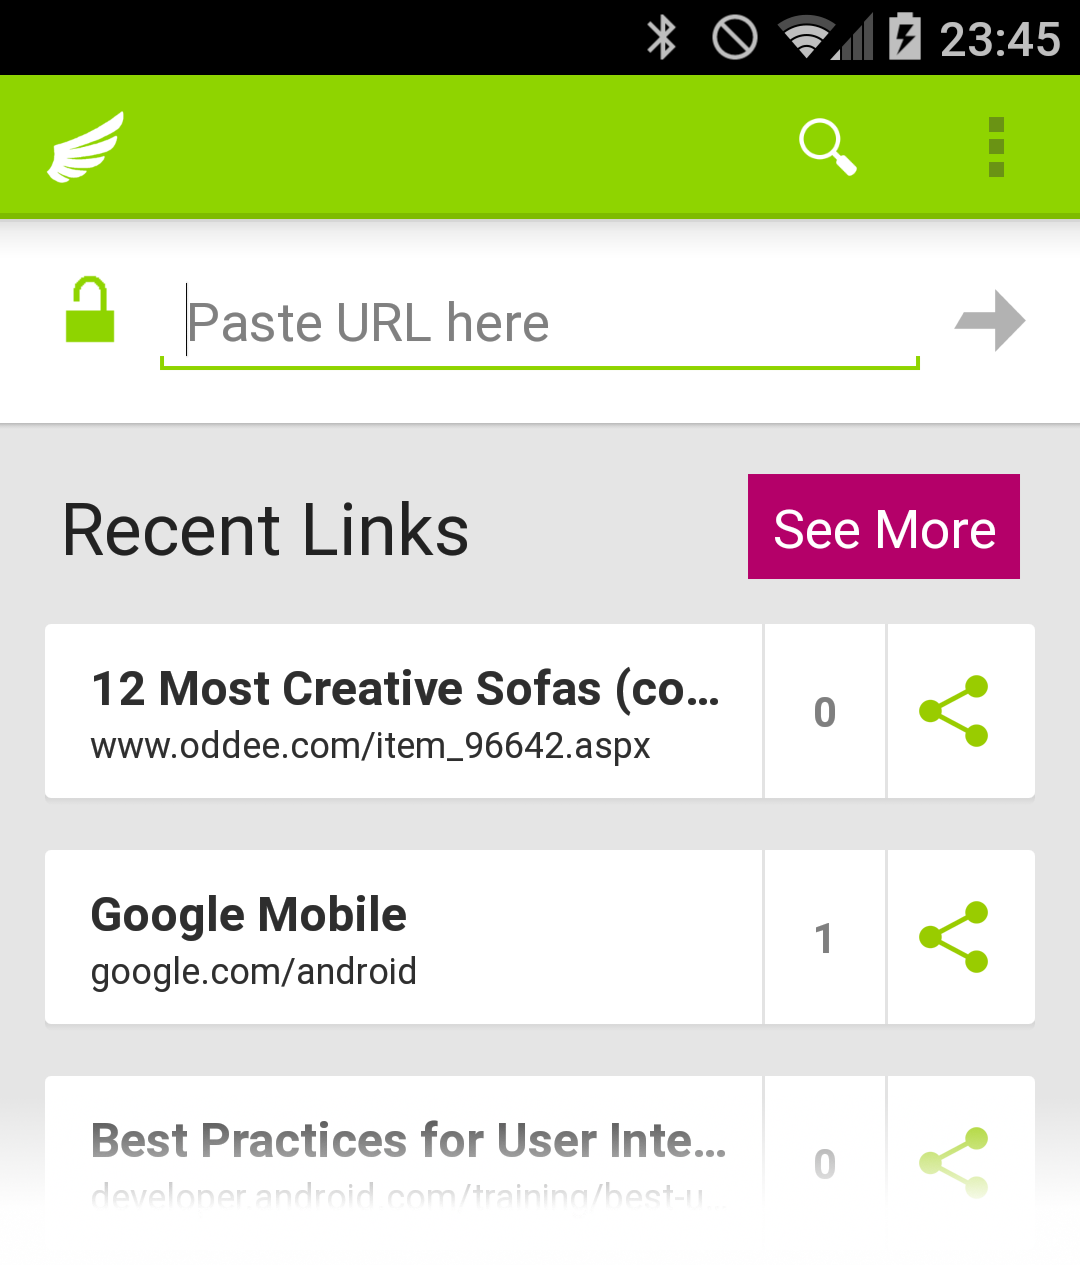 23:45
Paste URL here
Recent Links
See More
12 Most Creative Sofas (co...
www.oddee.com/item_96642.aspx
0
Google Mobile
google.com/android
1
Best Practices for User Inte...
developer.android.com/training/best-u...
0